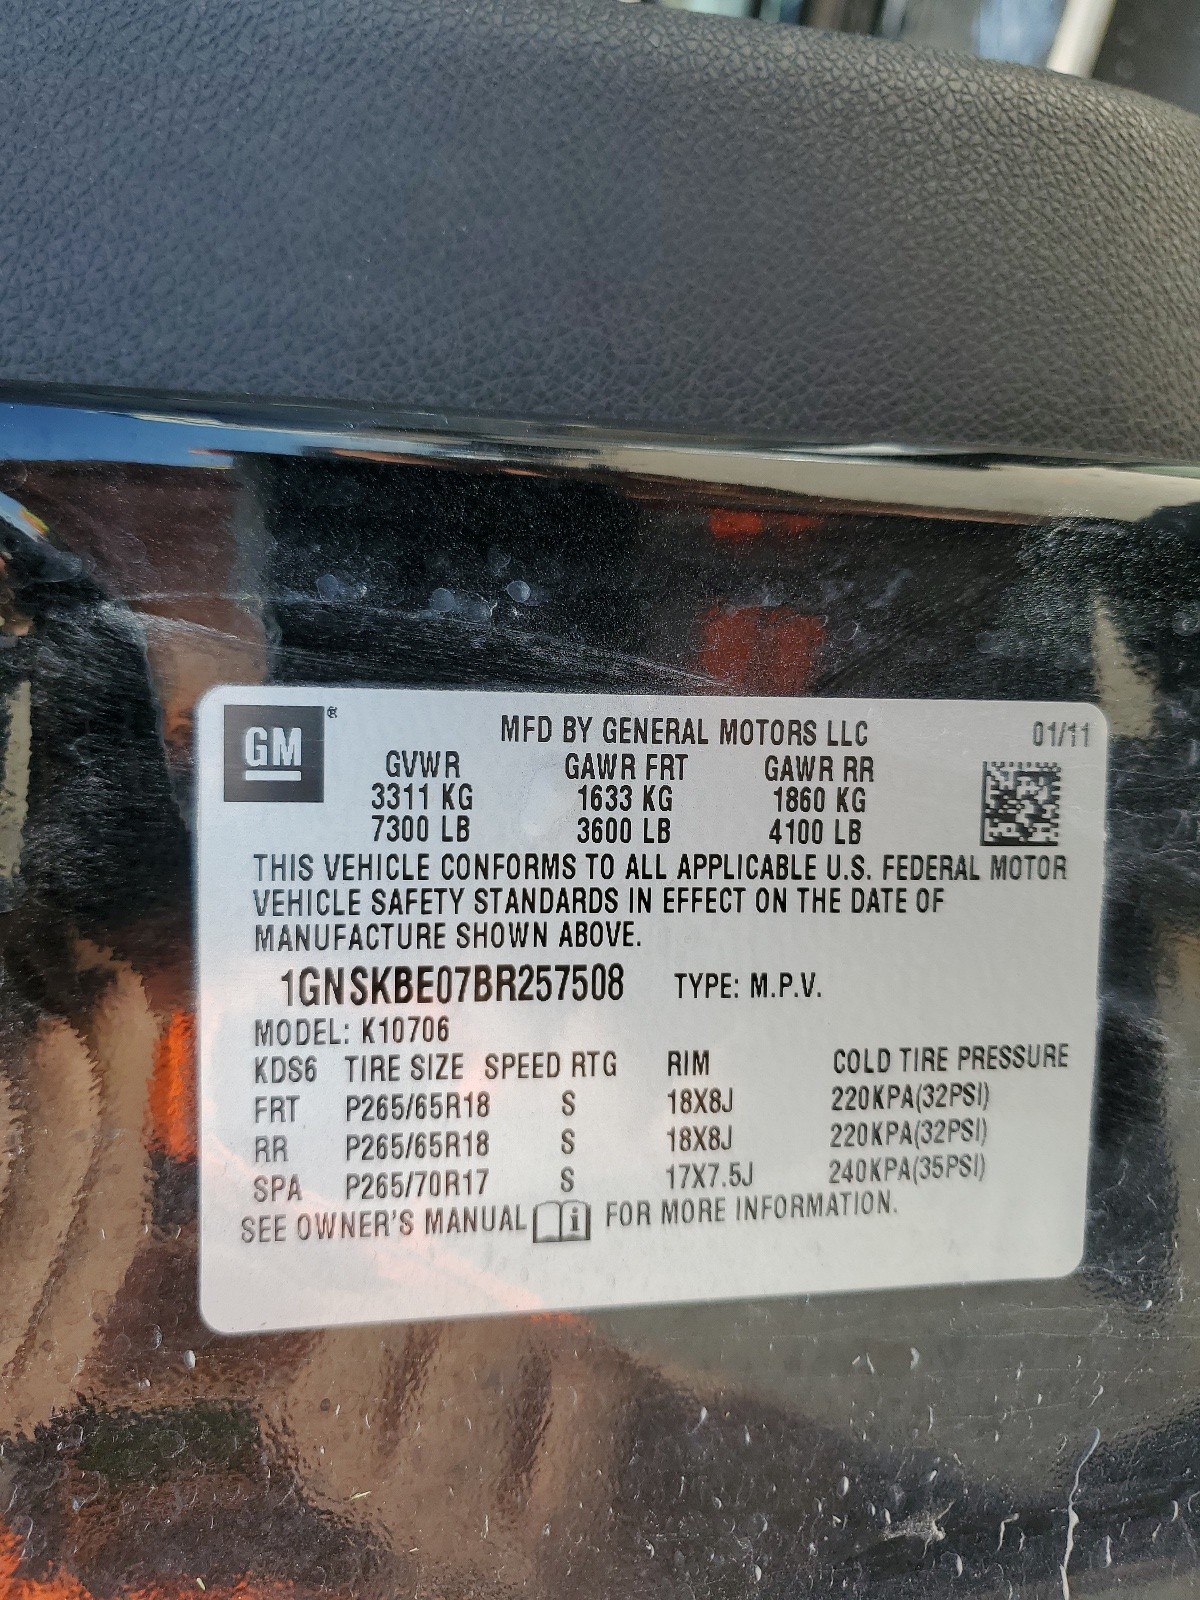 GM ®
MFD BY GENERAL MOTORS LLC 01/11
GVWR GAWR FRT GAWR RR
3311 KG 1633 KG 1860 KG
7300 LB 3600 LB 4100 LB
THIS VEHICLE CONFORMS TO ALL APPLICABLE U.S. FEDERAL MOTOR
VEHICLE SAFETY STANDARDS IN EFFECT ON THE DATE OF
MANUFACTURE SHOWN ABOVE.
1GNSKBE07BR257508 TYPE: M.P.V.
MODEL: K10706
KDS6 TIRE SIZE SPEED RTG RIM COLD TIRE PRESSURE
FRT P265/65R18 S 18X8J 220KPA(32PSI)
RR P265/65R18 S 18X8J 220KPA(32PSI)
SPA P265/70R17 S 17X7.5J 240KPA(35PSI)
SEE OWNER'S MANUAL i FOR MORE INFORMATION.